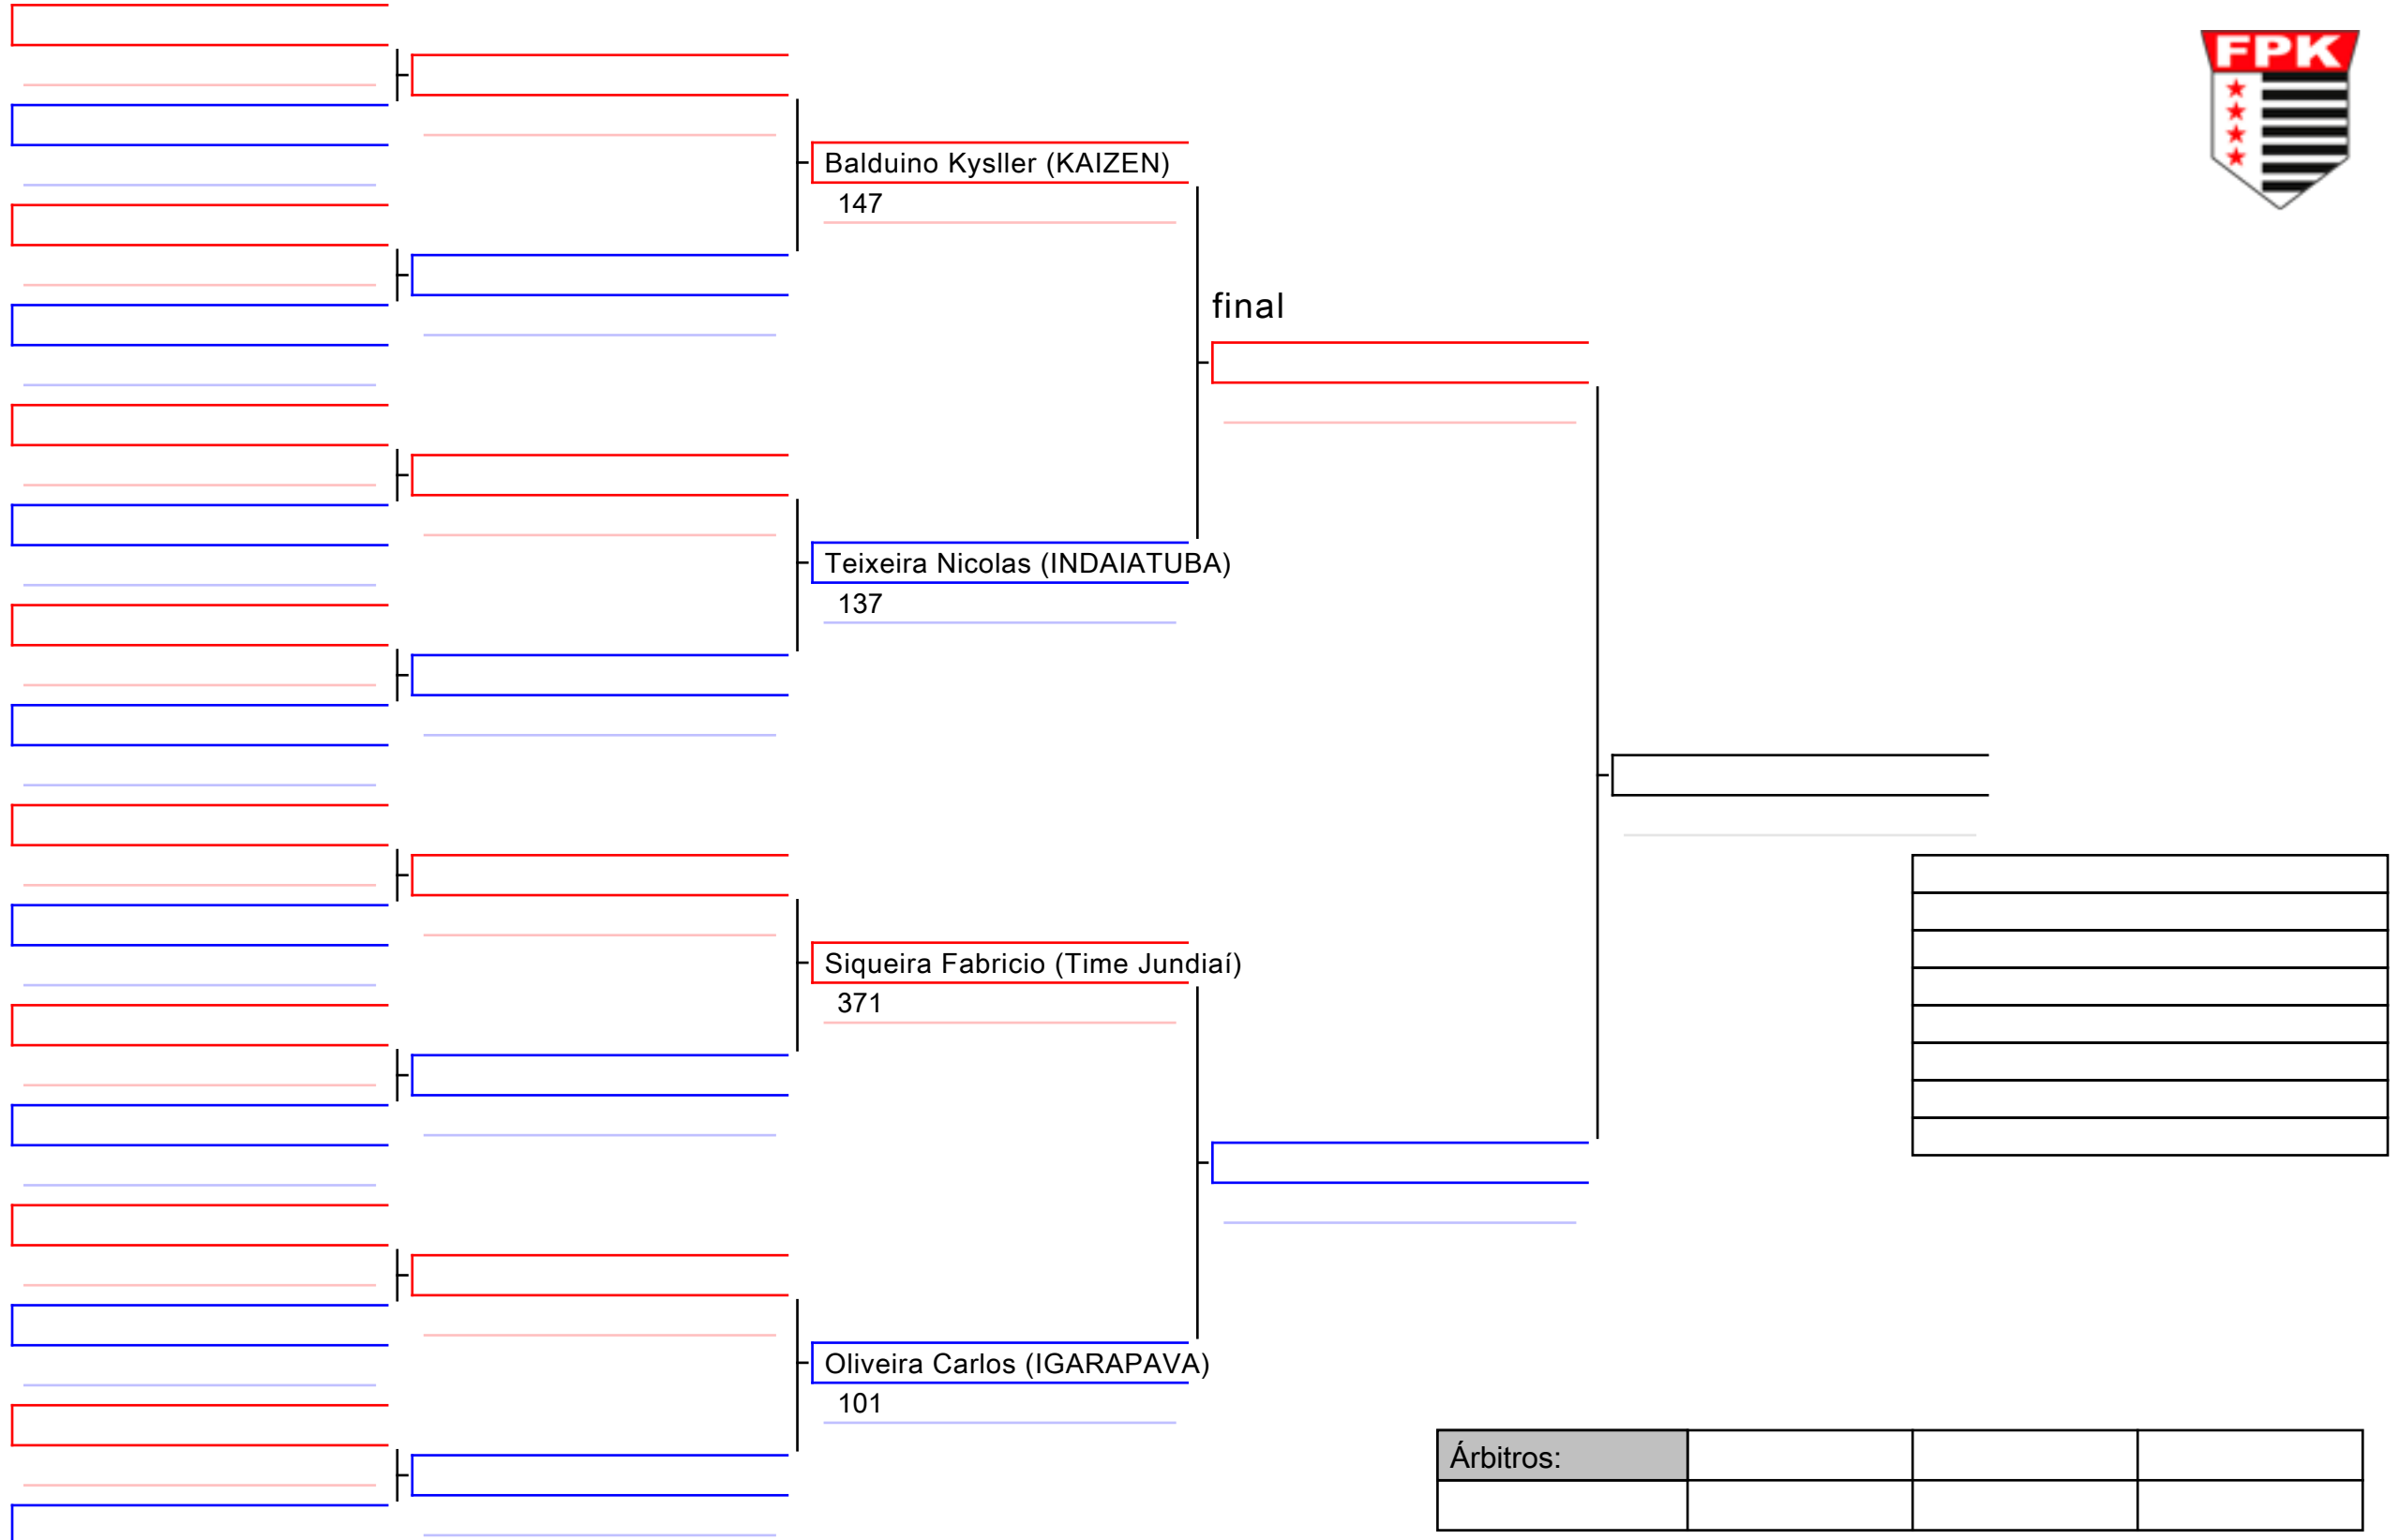 FPK
Balduino Kysller (KAIZEN)
147
final
Teixeira Nicolas (INDAIATUBA)
137
Siqueira Fabricio (Time Jundiaí)
371
Oliveira Carlos (IGARAPAVA)
101
Árbitros: